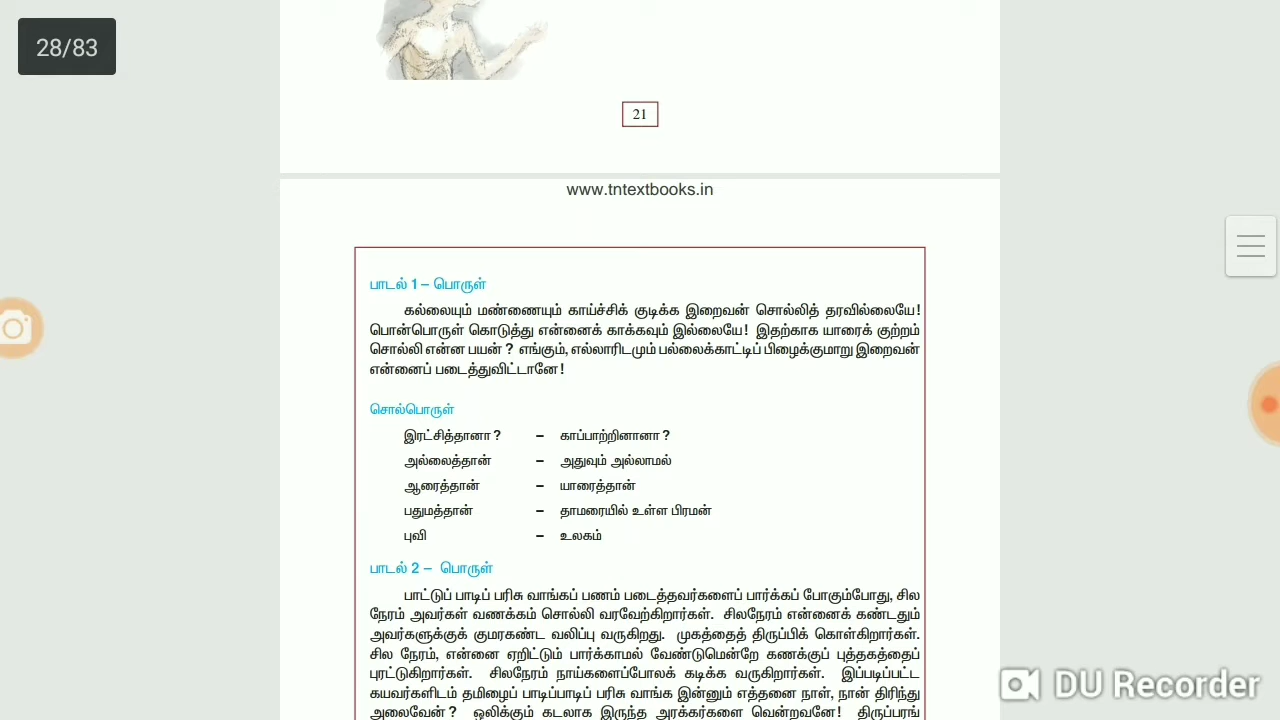 28/83
21
www.tntextbooks.in
பாடல் 1 – பொருள்
கல்லையும் மண்ணையும் காய்ச்சிக் குடிக்க இறைவன் சொல்லித் தரவில்லையே!
பொன்பொருள் கொடுத்து என்னைக் காக்கவும் இல்லையே! இதற்காக யாரைக் குற்றம்
சொல்லி என்ன பயன் ? எங்கும், எல்லாரிடமும் பல்லைக்காட்டிப் பிழைக்குமாறு இறைவன்
என்னைப் படைத்துவிட்டானே!
சொல்பொருள்
இரட்சித்தானா ? – காப்பாற்றினானா ?
அல்லைத்தான் – அதுவும் அல்லாமல்
ஆரைத்தான் – யாரைத்தான்
பதுமத்தான் – தாமரையில் உள்ள பிரமன்
புவி – உலகம்
பாடல் 2 – பொருள்
பாட்டுப் பாடிப் பரிசு வாங்கப் பணம் படைத்தவர்களைப் பார்க்கப் போகும்போது, சில
நேரம் அவர்கள் வணக்கம் சொல்லி வரவேற்கிறார்கள். சிலநேரம் என்னைக் கண்டதும்
அவர்களுக்குக் குமரகண்ட வலிப்பு வருகிறது. முகத்தைத் திருப்பிக் கொள்கிறார்கள்.
சில நேரம், என்னை ஏறிட்டும் பார்க்காமல் வேண்டுமென்றே கணக்குப் புத்தகத்தைப்
புரட்டுகிறார்கள். சிலநேரம் நாய்களைப்போலக் கடிக்க வருகிறார்கள். இப்படிப்பட்ட
கயவர்களிடம் தமிழைப் பாடிப்பாடிப் பரிசு வாங்க இன்னும் எத்தனை நாள், நான் திரிந்து
அலைவேன் ? ஒலிக்கும் கடலாக இருந்த அரக்கர்களை வென்றவனே! திருப்பரங்
DU Recorder